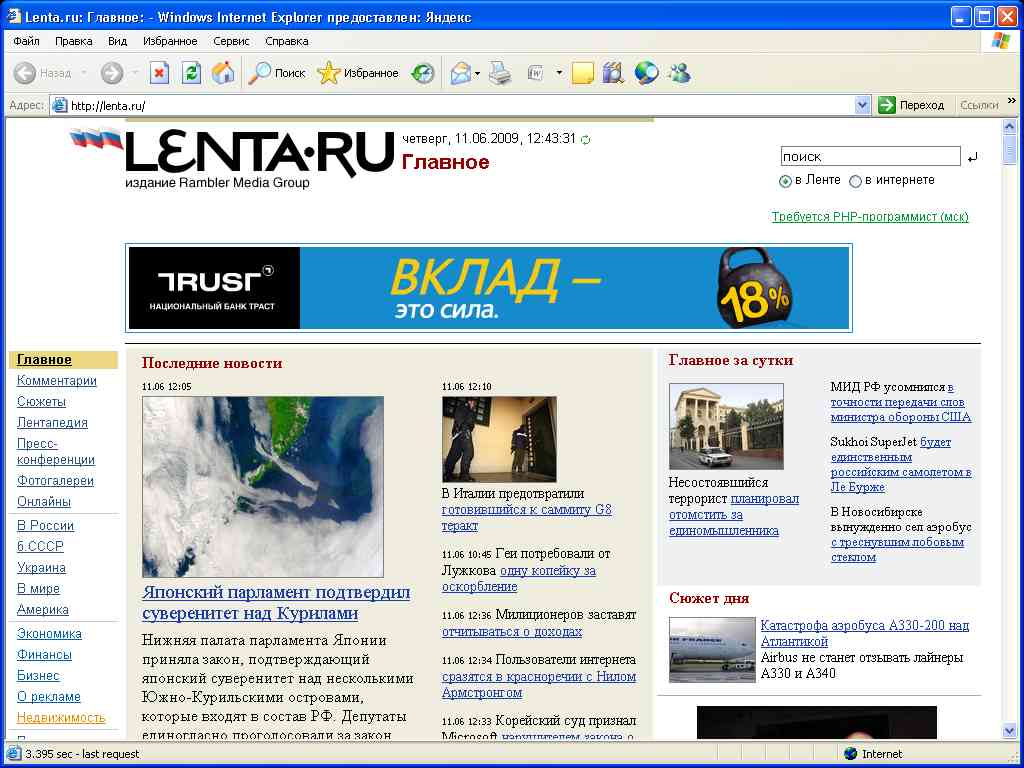 Lenta.ru: Главное: - Windows Internet Explorer предоставлен: Яндекс
Файл Правка Вид Избранное Сервис Справка
Назад Поиск Избранное
Адрес: http://lenta.ru/ Переход Ссылки »
LENTA·RU
издание Rambler Media Group
четверг, 11.06.2009, 12:43:31
Главное
поиск
в Ленте в интернете
Требуется PHP-программист (мск)
TRUST®
НАЦИОНАЛЬНЫЙ БАНК ТРАСТ
ВКЛАД –
ЭТО СИЛА.
18%
Главное
Комментарии
Сюжеты
Лентапедия
Пресс-
конференции
Фотогалереи
Онлайны
В России
б.СССР
Украина
В мире
Америка
Экономика
Финансы
Бизнес
О рекламе
Недвижимость
Последние новости
11.06 12:05
Японский парламент подтвердил
суверенитет над Курилами
Нижняя палата парламента Японии
приняла закон, подтверждающий
японский суверенитет над несколькими
Южно-Курильскими островами,
которые входят в состав РФ. Депутаты
единогласно проголосовали за закон
11.06 12:10
В Италии предотвратили
готовившийся к саммиту G8
теракт
11.06 10:45 Геи потребовали от
Лужкова одну копейку за
оскорбление
11.06 12:36 Милиционеров заставят
отчитываться о доходах
11.06 12:34 Пользователи интернета
сразятся в красноречии с Нилом
Армстронгом
11.06 12:33 Корейский суд признал
Microsoft нарушителем закона о
Главное за сутки
AIR FRANCE
Несостоявшийся
террорист планировал
отомстить за
единомышленника
МИД РФ усомнился в
точности передачи слов
министра обороны США
Sukhoi SuperJet будет
единственным
российским самолетом в
Ле Бурже
В Новосибирске
вынужденно сел аэробус
с треснувшим лобовым
стеклом
Сюжет дня
Катастрофа аэробуса А330-200 над
Атлантикой
Airbus не станет отзывать лайнеры
А330 и А340
3.395 sec - last request
Internet